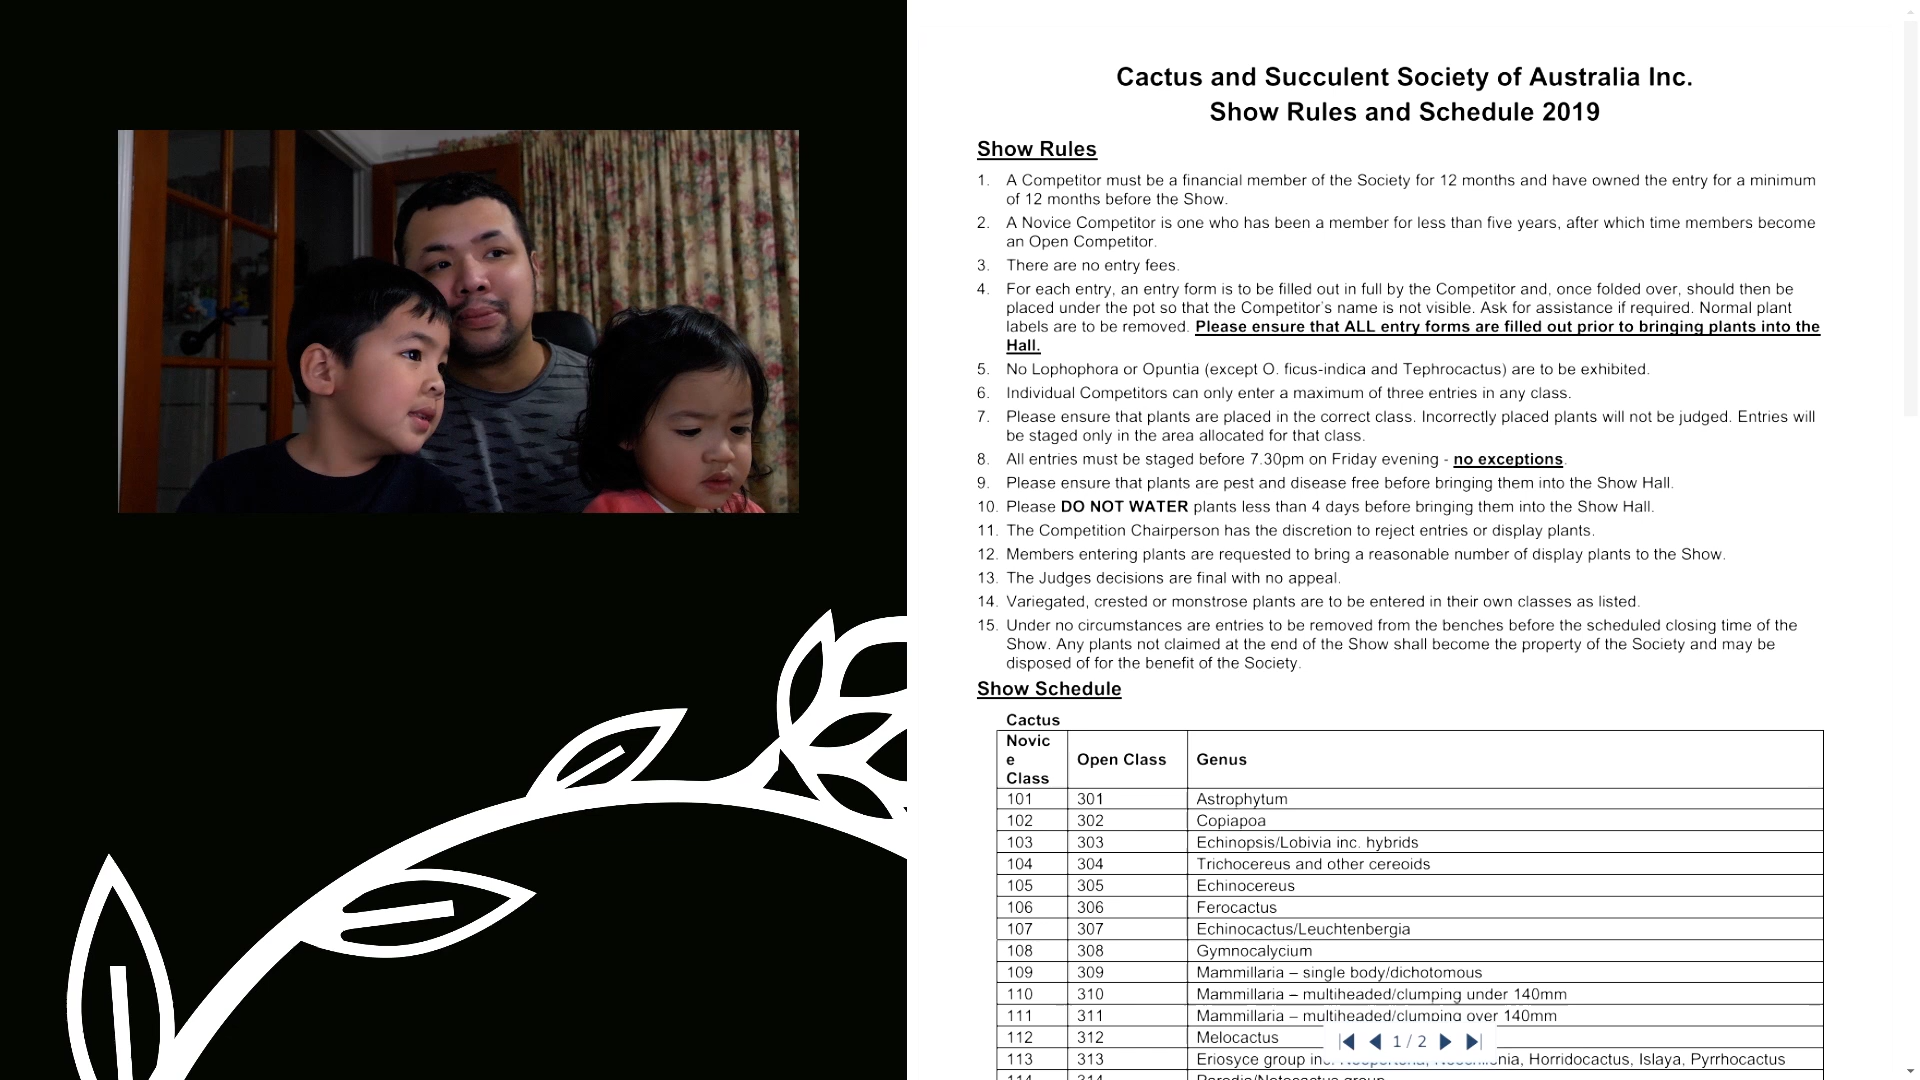 Cactus and Succulent Society of Australia Inc.
Show Rules and Schedule 2019
Show Rules
1. A Competitor must be a financial member of the Society for 12 months and have owned the entry for a minimum
of 12 months before the Show.
2. A Novice Competitor is one who has been a member for less than five years, after which time members become
an Open Competitor.
3. There are no entry fees.
4. For each entry, an entry form is to be filled out in full by the Competitor and, once folded over, should then be
placed under the pot so that the Competitor's name is not visible. Ask for assistance if required. Normal plant
labels are to be removed. Please ensure that ALL entry forms are filled out prior to bringing plants into the
Hall.
5. No Lophophora or Opuntia (except O. ficus-indica and Tephrocactus) are to be exhibited.
6. Individual Competitors can only enter a maximum of three entries in any class.
7. Please ensure that plants are placed in the correct class. Incorrectly placed plants will not be judged. Entries will
be staged only in the area allocated for that class.
8. All entries must be staged before 7.30pm on Friday evening - no exceptions.
9. Please ensure that plants are pest and disease free before bringing them into the Show Hall.
10. Please DO NOT WATER plants less than 4 days before bringing them into the Show Hall.
11. The Competition Chairperson has the discretion to reject entries or display plants.
12. Members entering plants are requested to bring a reasonable number of display plants to the Show.
13. The Judges decisions are final with no appeal.
14. Variegated, crested or monstrose plants are to be entered in their own classes as listed.
15. Under no circumstances are entries to be removed from the benches before the scheduled closing time of the
Show. Any plants not claimed at the end of the Show shall become the property of the Society and may be
disposed of for the benefit of the Society.
Show Schedule
Cactus
Novic
e
Class
Open Class
Genus
101 301 Astrophytum
102 302 Copiapoa
103 303 Echinopsis/Lobivia inc. hybrids
104 304 Trichocereus and other cereoids
105 305 Echinocereus
106 306 Ferocactus
107 307 Echinocactus/Leuchtenbergia
108 308 Gymnocalycium
109 309 Mammillaria – single body/dichotomous
110 310 Mammillaria – multiheaded/clumping under 140mm
111 311 Mammillaria – multiheaded/clumping over 140mm
112 312 Melocactus
1 / 2
113 313 Eriosyce group Horridocactus, Islaya, Pyrrhocactus
114 314 Parodia/Notocactus group